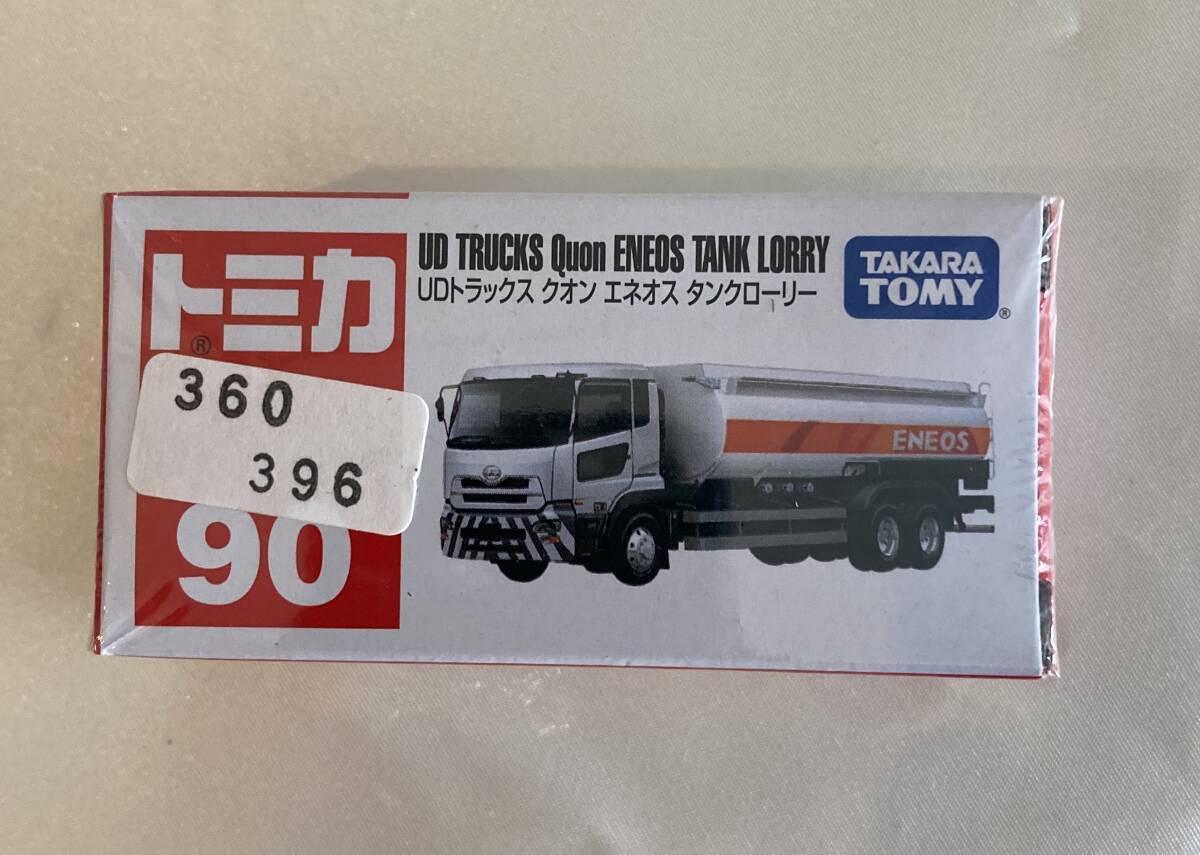 トミカ
®
360
396
90
UD TRUCKS Quon ENEOS TANK LORRY
UDトラックス クオン エネオス タンクローリー
TAKARA
TOMY
®
ENEOS